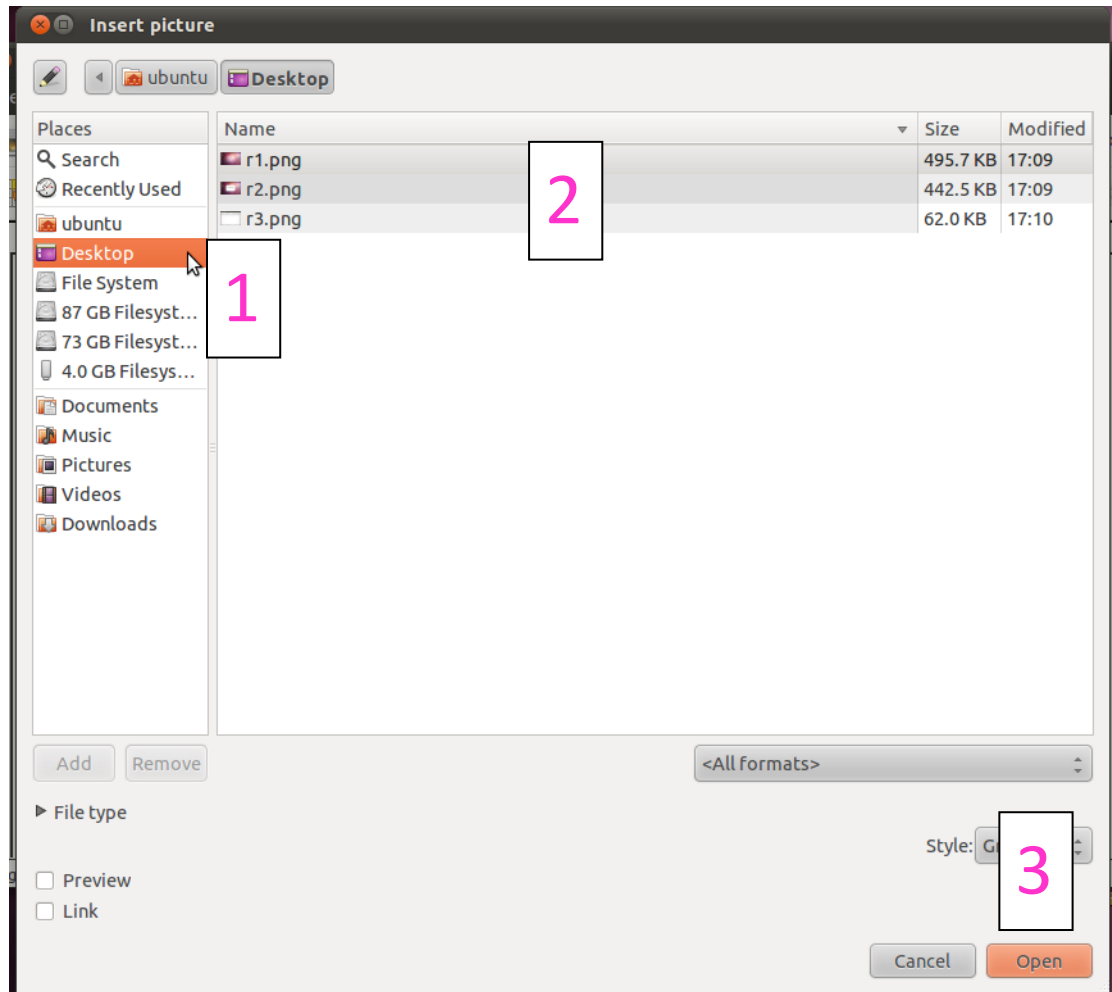 Insert picture
ubuntu Desktop
Places Name Size Modified
Search r1.png 495.7 KB 17:09
Recently Used r2.png 442.5 KB 17:09
ubuntu r3.png 62.0 KB 17:10
2
Desktop
File System
1
87 GB Filesyst...
73 GB Filesyst...
4.0 GB Filesys...
Documents
Music
Pictures
Videos
Downloads
Add Remove <All formats>
File type
Style:
3
Preview
Link
Cancel Open